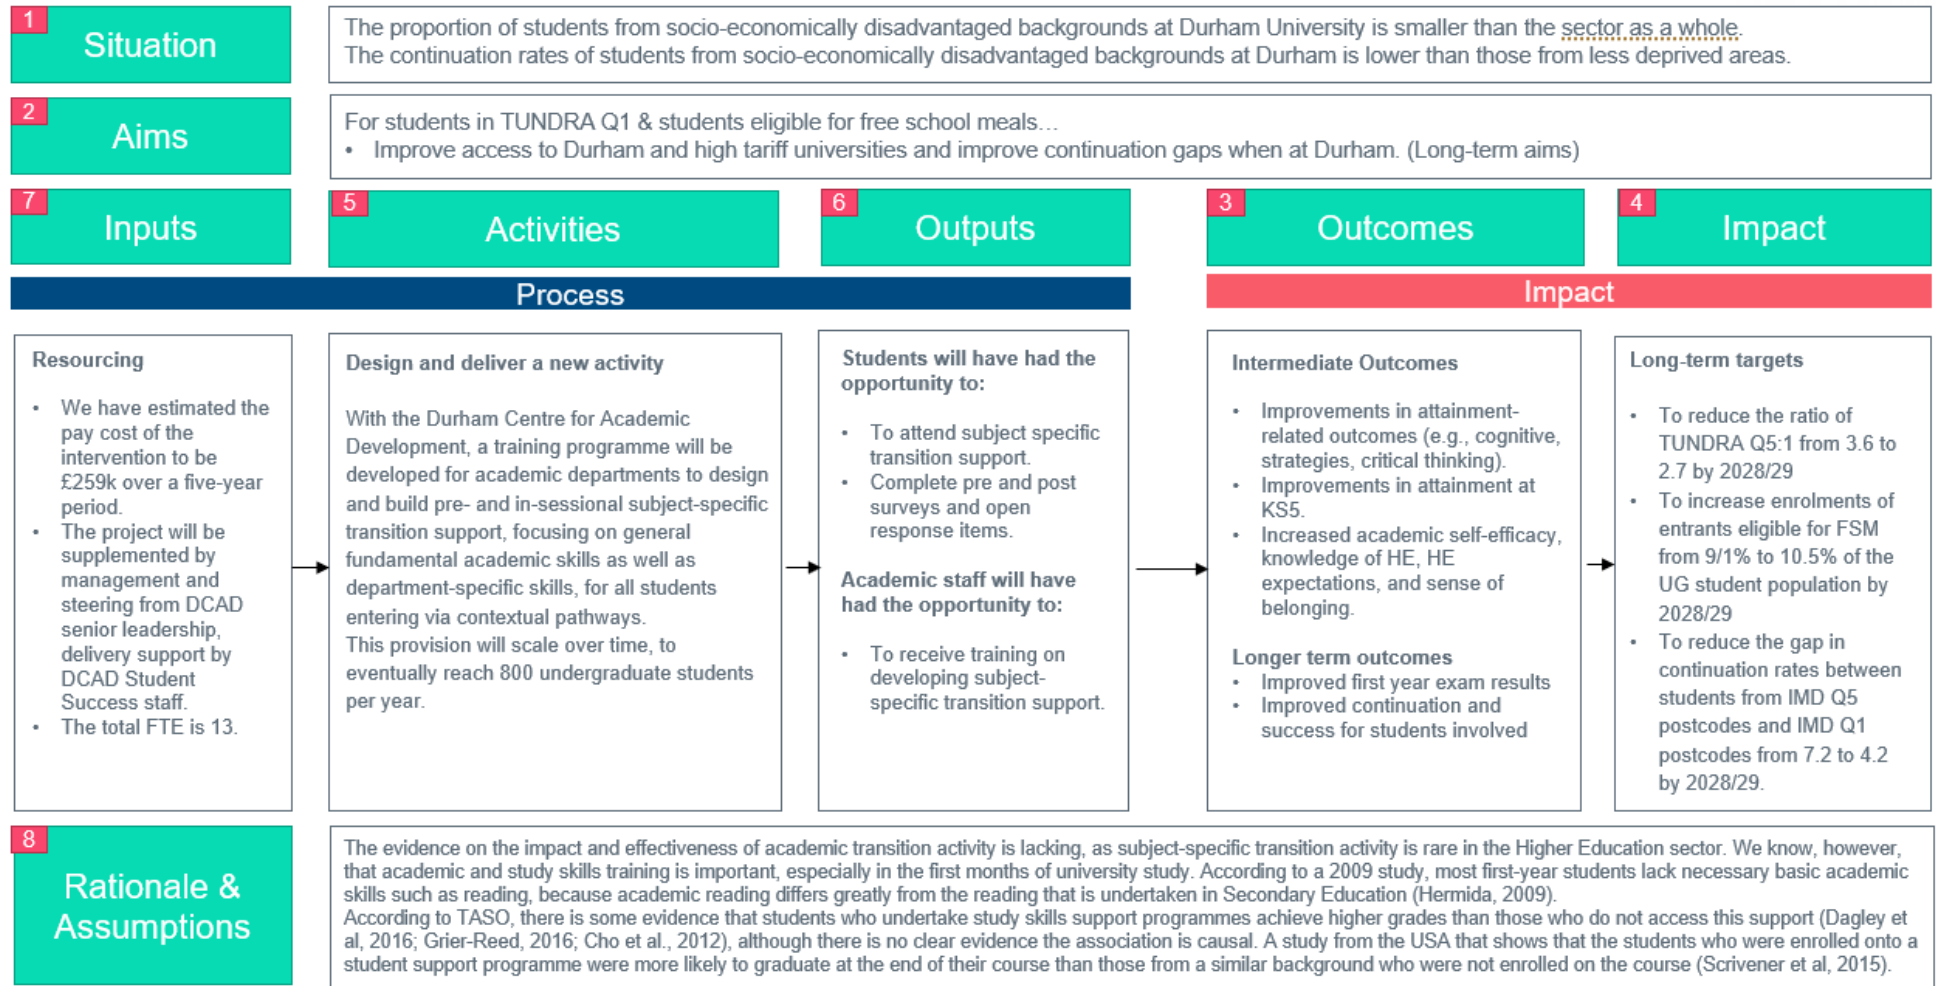 1
Situation
The proportion of students from socio-economically disadvantaged backgrounds at Durham University is smaller than the sector as a whole.
The continuation rates of students from socio-economically disadvantaged backgrounds at Durham is lower than those from less deprived areas.
2
Aims
For students in TUNDRA Q1 & students eligible for free school meals…
• Improve access to Durham and high tariff universities and improve continuation gaps when at Durham. (Long-term aims)
7
Inputs
5
Activities
6
Outputs
3
Outcomes
4
Impact
Process
Impact
Resourcing
• We have estimated the
pay cost of the
intervention to be
£259k over a five-year
period.
• The project will be
supplemented by
management and
steering from DCAD
senior leadership,
delivery support by
DCAD Student
Success staff.
• The total FTE is 13.
Design and deliver a new activity
With the Durham Centre for Academic
Development, a training programme will be
developed for academic departments to design
and build pre- and in-sessional subject-specific
transition support, focusing on general
fundamental academic skills as well as
department-specific skills, for all students
entering via contextual pathways.
This provision will scale over time, to
eventually reach 800 undergraduate students
per year.
Students will have had the
opportunity to:
• To attend subject specific
transition support.
• Complete pre and post
surveys and open
response items.
Academic staff will have
had the opportunity to:
• To receive training on
developing subject-
specific transition support.
Intermediate Outcomes
• Improvements in attainment-
related outcomes (e.g., cognitive,
strategies, critical thinking).
• Improvements in attainment at
KS5.
• Increased academic self-efficacy,
knowledge of HE, HE
expectations, and sense of
belonging.
Longer term outcomes
• Improved first year exam results
• Improved continuation and
success for students involved
Long-term targets
• To reduce the ratio of
TUNDRA Q5:1 from 3.6 to
2.7 by 2028/29
• To increase enrolments of
entrants eligible for FSM
from 9/1% to 10.5% of the
UG student population by
2028/29
• To reduce the gap in
continuation rates between
students from IMD Q5
postcodes and IMD Q1
postcodes from 7.2 to 4.2
by 2028/29.
8
Rationale &
Assumptions
The evidence on the impact and effectiveness of academic transition activity is lacking, as subject-specific transition activity is rare in the Higher Education sector. We know, however,
that academic and study skills training is important, especially in the first months of university study. According to a 2009 study, most first-year students lack necessary basic academic
skills such as reading, because academic reading differs greatly from the reading that is undertaken in Secondary Education (Hermida, 2009).
According to TASO, there is some evidence that students who undertake study skills support programmes achieve higher grades than those who do not access this support (Dagley et
al, 2016; Grier-Reed, 2016; Cho et al., 2012), although there is no clear evidence the association is causal. A study from the USA that shows that the students who were enrolled onto a
student support programme were more likely to graduate at the end of their course than those from a similar background who were not enrolled on the course (Scrivener et al, 2015).